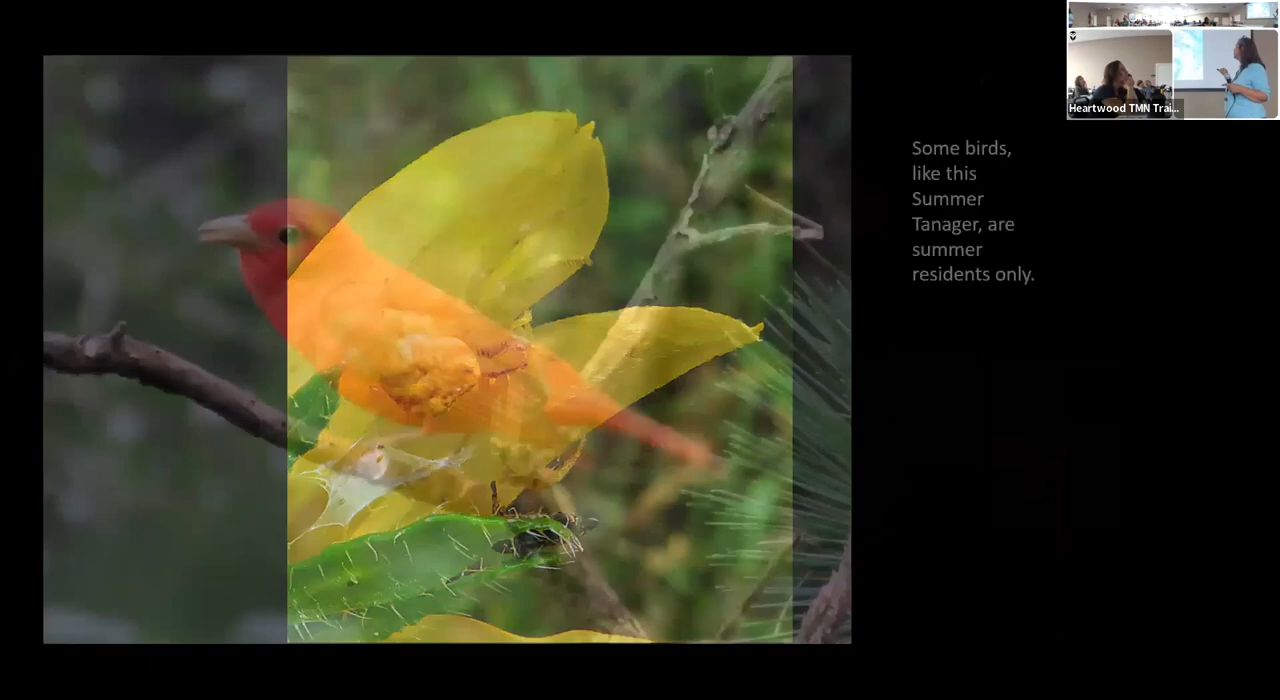 Heartwood TMN Trai...
Some birds,
like this
Summer
Tanager, are
summer
residents only.